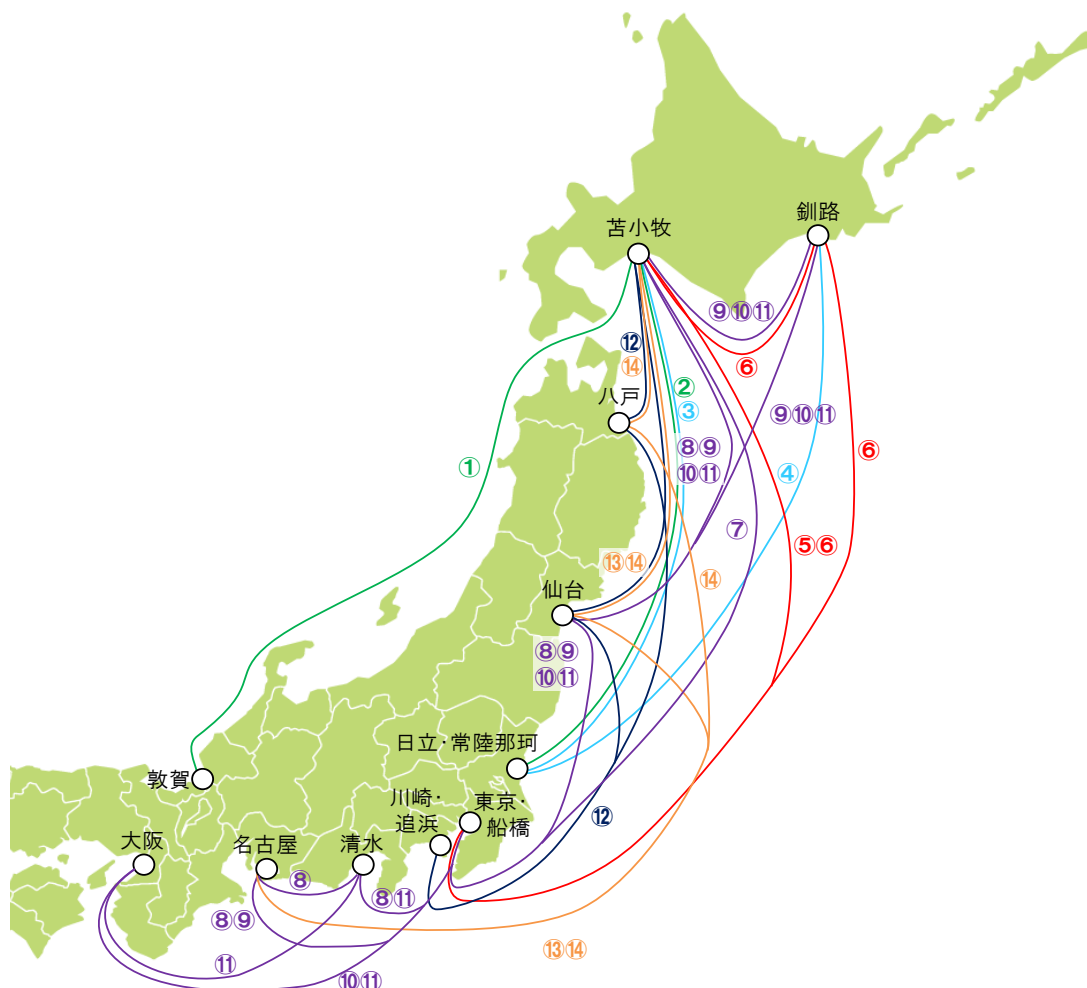 釧路
苫小牧
⑨⑩⑪
⑫
⑥
⑭
②
八戸
③
⑨⑩⑪
⑧⑨
⑥
①
⑩⑪
④
⑦
⑤⑥
⑬⑭
⑭
仙台
⑧⑨
⑩⑪
日立・常陸那珂
敦賀
川崎・
追浜
東京・
船橋
⑫
大阪
名古屋
清水
⑧
⑧⑪
⑧⑨
⑬⑭
⑪
⑩⑪